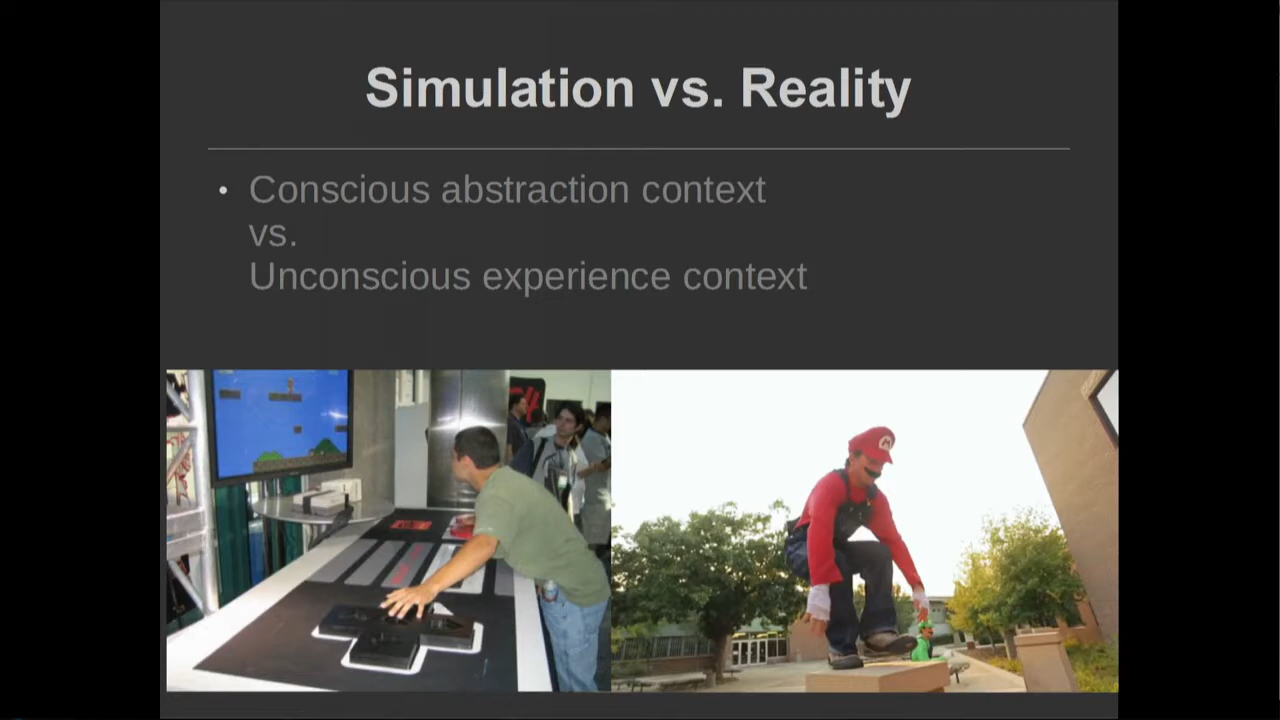 Simulation vs. Reality
• Conscious abstraction context
vs.
Unconscious experience context
M